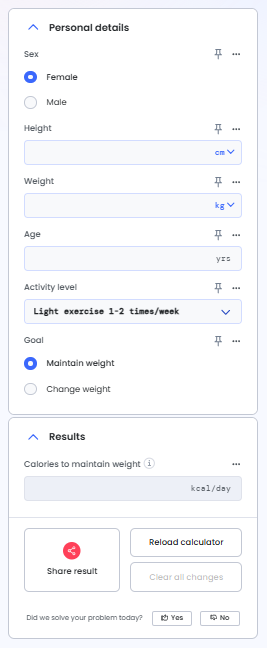 Personal details
Sex
Female
Male
Height
cm
Weight
kg
Age
yrs
Activity level
Light exercise 1-2 times/week
Goal
Maintain weight
Change weight
Results
Calories to maintain weight
kcal/day
Share result
Reload calculator
Clear all changes
Did we solve your problem today? Yes No